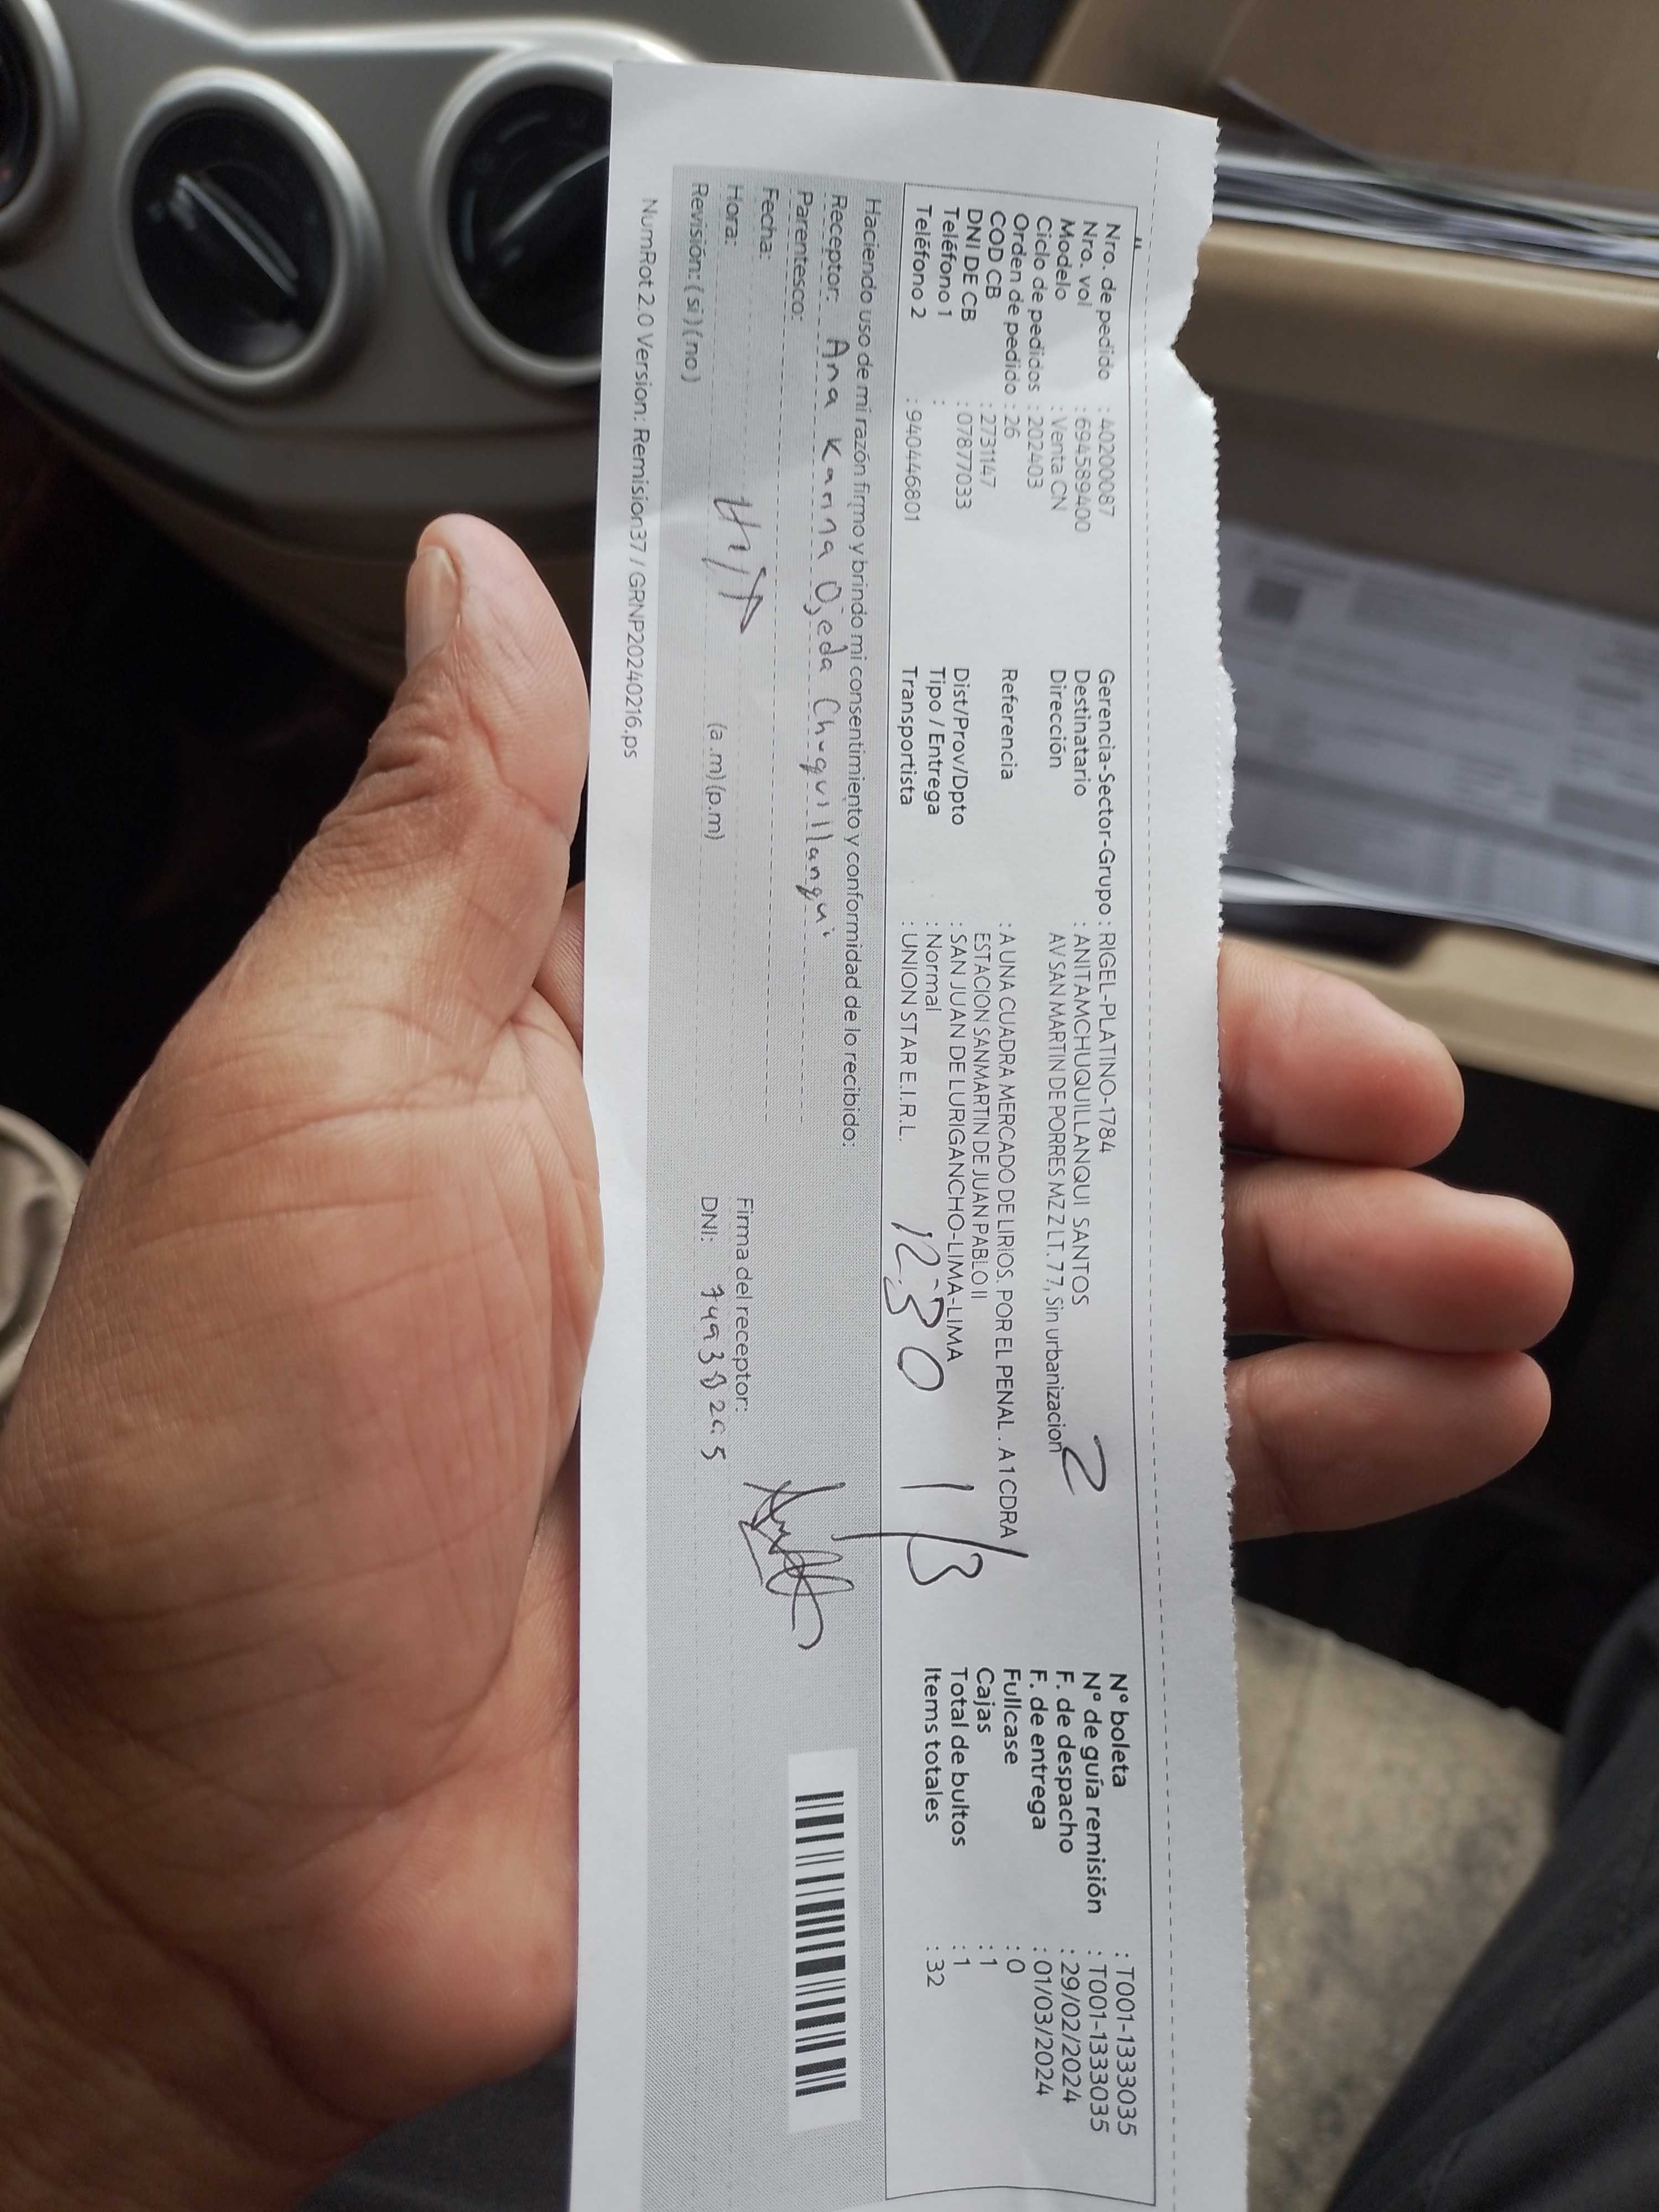 Nro. de pedido : 40200087
Nro. vol : 694589400
Modelo : Venta CN
Ciclo de pedidos : 202403
Orden de pedido : 26
COD CB : 2731147
DNI DE CB : 07877033
Teléfono 1 :
Teléfono 2 : 940446801
Gerencia-Sector-Grupo : RIGEL-PLATINO-1784
Destinatario : ANITAMCHUQUILLANQUI SANTOS
Dirección AV SAN MARTIN DE PORRES MZ Z LT. 77, Sin urbanizacion
2
Referencia : A UNA CUADRA MERCADO DE LIRIOS. POR EL PENAL . A 1 CDRA
ESTACION SANMARTIN DE JUAN PABLO II
Dist/Prov/Dpto : SAN JUAN DE LURIGANCHO-LIMA-LIMA
Tipo / Entrega : Normal
Transportista : UNION STAR E.I.R.L.
12:30 1/3
N° boleta : T001-1333035
N° de guía remisión : T001-1333035
F. de despacho : 29/02/2024
F. de entrega : 01/03/2024
Fullcase : 0
Cajas : 1
Total de bultos : 1
Items totales : 32
Haciendo uso de mi razón firmo y brindo mi consentimiento y conformidad de lo recibido:
Receptor: Ana Karina Ojeda Chuquillanqui
Parentesco:
Fecha:
Hora: (a.m) (p.m)
Revisión: ( si ) ( no )
Firma del receptor:
DNI:
NumRot 2.0 Version: Remision37 / GRNP20240216.ps